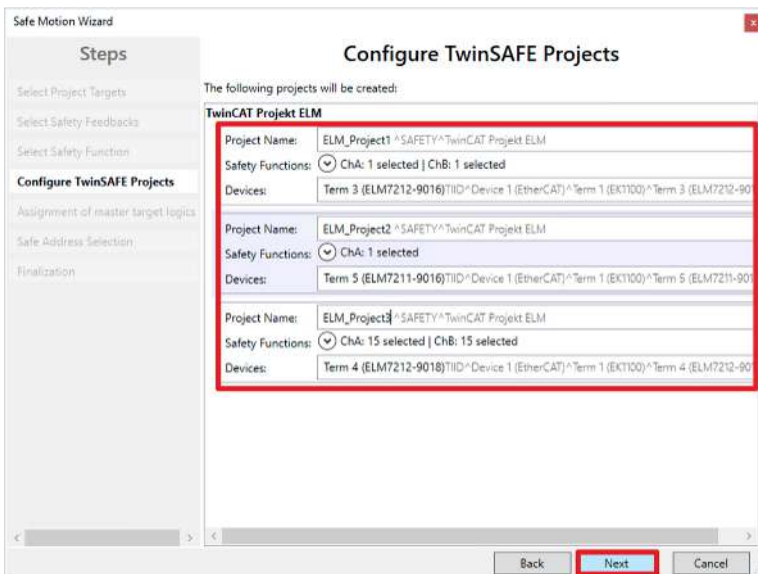 Safe Motion Wizard
x
Steps
Select Project Targets
Select Safety Feedbacks
Select Safety Function
Configure TwinSAFE Projects
Assignment of master target logics
Safe Address Selection
Finalization
Configure TwinSAFE Projects
The following projects will be created:
TwinCAT Projekt ELM
Project Name: ELM_Project1 ^SAFETY^TwinCAT Projekt ELM
Safety Functions: ChA: 1 selected | ChB: 1 selected
Devices: Term 3 (ELM7212-9016)TIID^Device 1 (EtherCAT)^Term 1 (EK1100)^Term 3 (ELM7212-901
Project Name: ELM_Project2 ^SAFETY^TwinCAT Projekt ELM
Safety Functions: ChA: 1 selected
Devices: Term 5 (ELM7211-9016)TIID^Device 1 (EtherCAT)^Term 1 (EK1100)^Term 5 (ELM7211-901
Project Name: ELM_Project3 ^SAFETY^TwinCAT Projekt ELM
Safety Functions: ChA: 15 selected | ChB: 15 selected
Devices: Term 4 (ELM7212-9018)TIID^Device 1 (EtherCAT)^Term 1 (EK1100)^Term 4 (ELM7212-90
Back Next Cancel